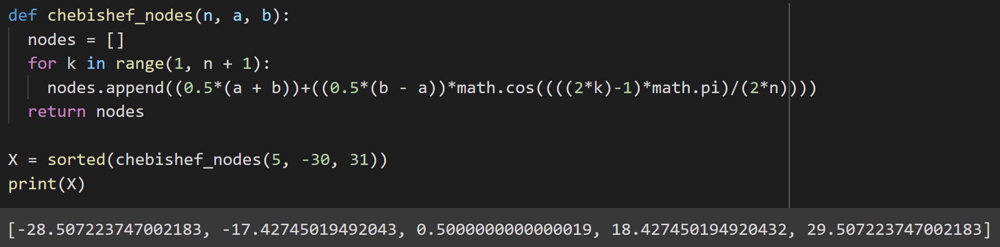 def chebishef_nodes(n, a, b):
  nodes = []
  for k in range(1, n + 1):
    nodes.append((0.5*(a + b))+((0.5*(b - a))*math.cos((((2*k)-1)*math.pi)/(2*n))))
  return nodes

X = sorted(chebishef_nodes(5, -30, 31))
print(X)
[-28.507223747002183, -17.42745019492043, 0.5000000000000019, 18.427450194920432, 29.507223747002183]